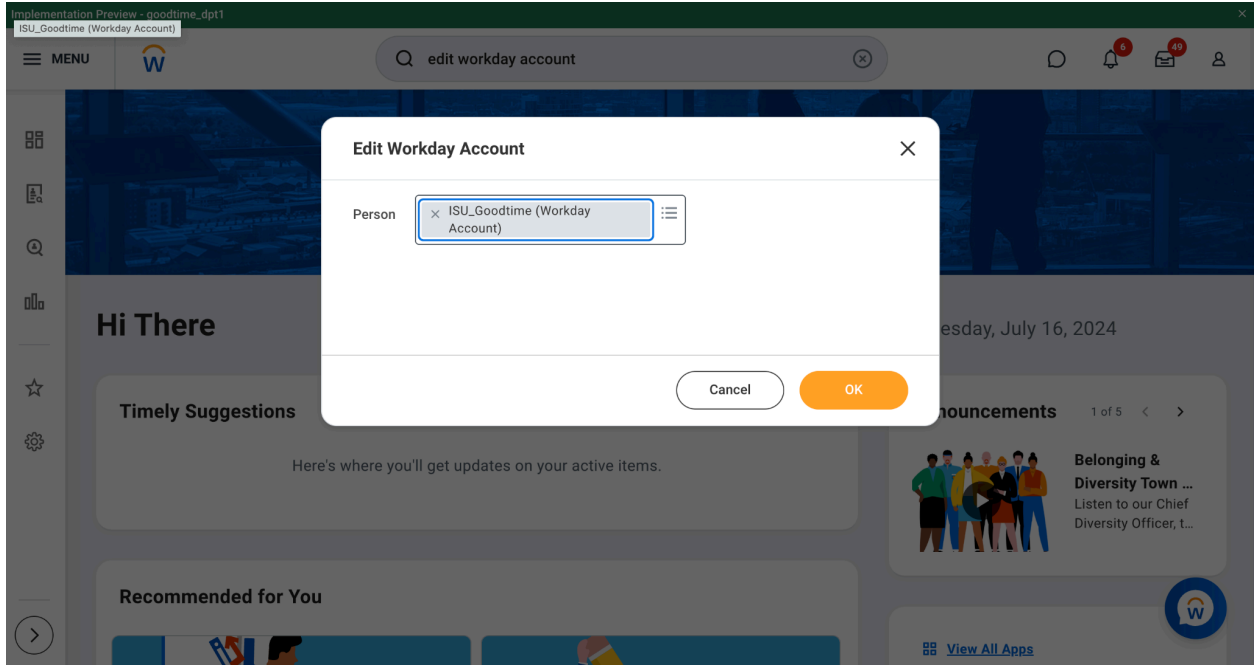 Implementation Preview - goodtime_dpt1
ISU_Goodtime (Workday Account)
MENU
edit workday account
6
49
Edit Workday Account
Person
ISU_Goodtime (Workday
Account)
Cancel
OK
Hi There
esday, July 16, 2024
Timely Suggestions
Here's where you'll get updates on your active items.
nouncements
1 of 5
Belonging &
Diversity Town ...
Listen to our Chief
Diversity Officer, t...
Recommended for You
View All Apps